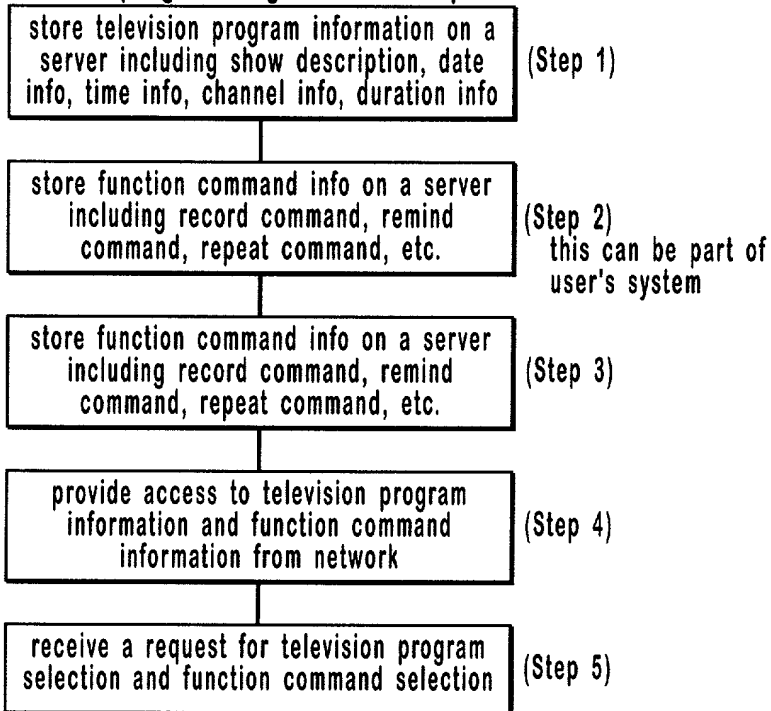 store television program information on a
server including show description, date
info, time info, channel info, duration info
(Step 1)
store function command info on a server
including record command, remind
command, repeat command, etc.
(Step 2)
this can be part of
user's system
store function command info on a server
including record command, remind
command, repeat command, etc.
(Step 3)
provide access to television program
information and function command
information from network
(Step 4)
receive a request for television program
selection and function command selection
(Step 5)